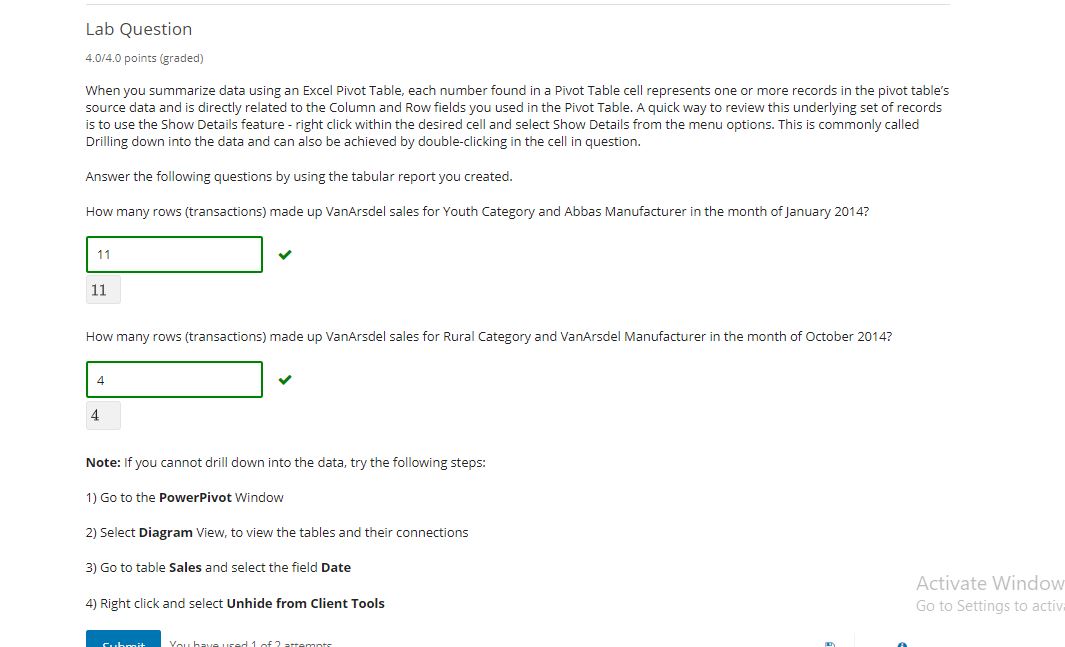 Lab Question
4.0/4.0 points (graded)
When you summarize data using an Excel Pivot Table, each number found in a Pivot Table cell represents one or more records in the pivot table's
source data and is directly related to the Column and Row fields you used in the Pivot Table. A quick way to review this underlying set of records
is to use the Show Details feature - right click within the desired cell and select Show Details from the menu options. This is commonly called
Drilling down into the data and can also be achieved by double-clicking in the cell in question.
Answer the following questions by using the tabular report you created.
How many rows (transactions) made up VanArsdel sales for Youth Category and Abbas Manufacturer in the month of January 2014?
11
11
How many rows (transactions) made up VanArsdel sales for Rural Category and VanArsdel Manufacturer in the month of October 2014?
4
4
Note: If you cannot drill down into the data, try the following steps:
1) Go to the PowerPivot Window
2) Select Diagram View, to view the tables and their connections
3) Go to table Sales and select the field Date
4) Right click and select Unhide from Client Tools
Activate Window
Go to Settings to activa
Submit You have used 1 of 2 attempts